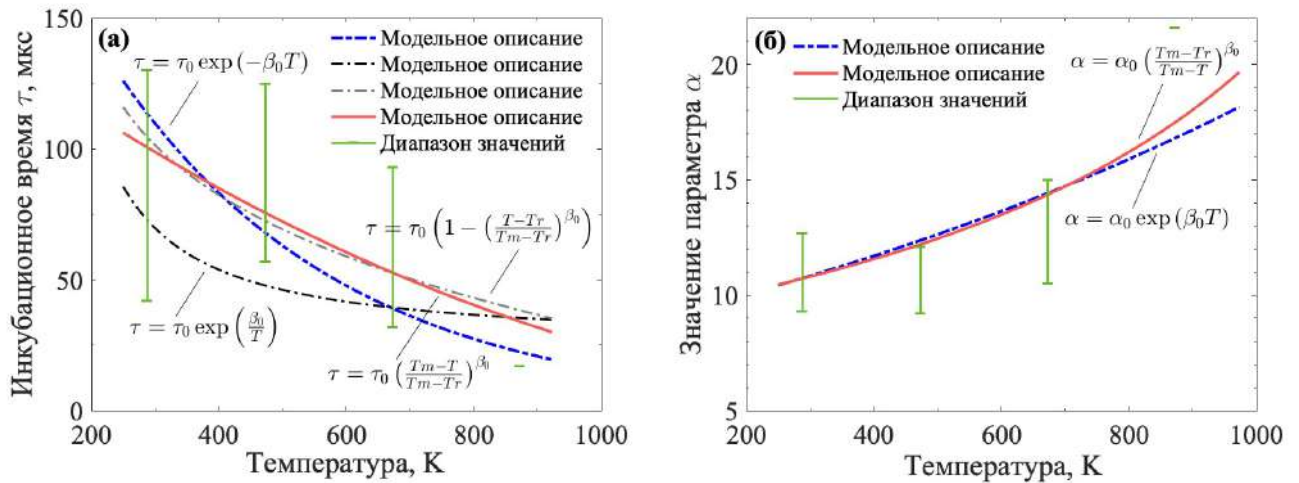 (а)
τ = τ₀ exp (−β₀T)
Модельное описание
Модельное описание
Модельное описание
Модельное описание
Диапазон значений
τ = τ₀ (1 − ((T−Tr)/(Tm−Tr))^β₀)
τ = τ₀ exp (β₀/T)
τ = τ₀ ((Tm−T)/(Tm−Tr))^β₀
Инкубационное время τ, мкс
150
100
50
0
200
400
600
800
1000
Температура, K
(б)
Модельное описание
Модельное описание
Диапазон значений
α = α₀ ((Tm−Tr)/(Tm−T))^β₀
α = α₀ exp (β₀T)
Значение параметра α
20
15
10
5
200
400
600
800
1000
Температура, K